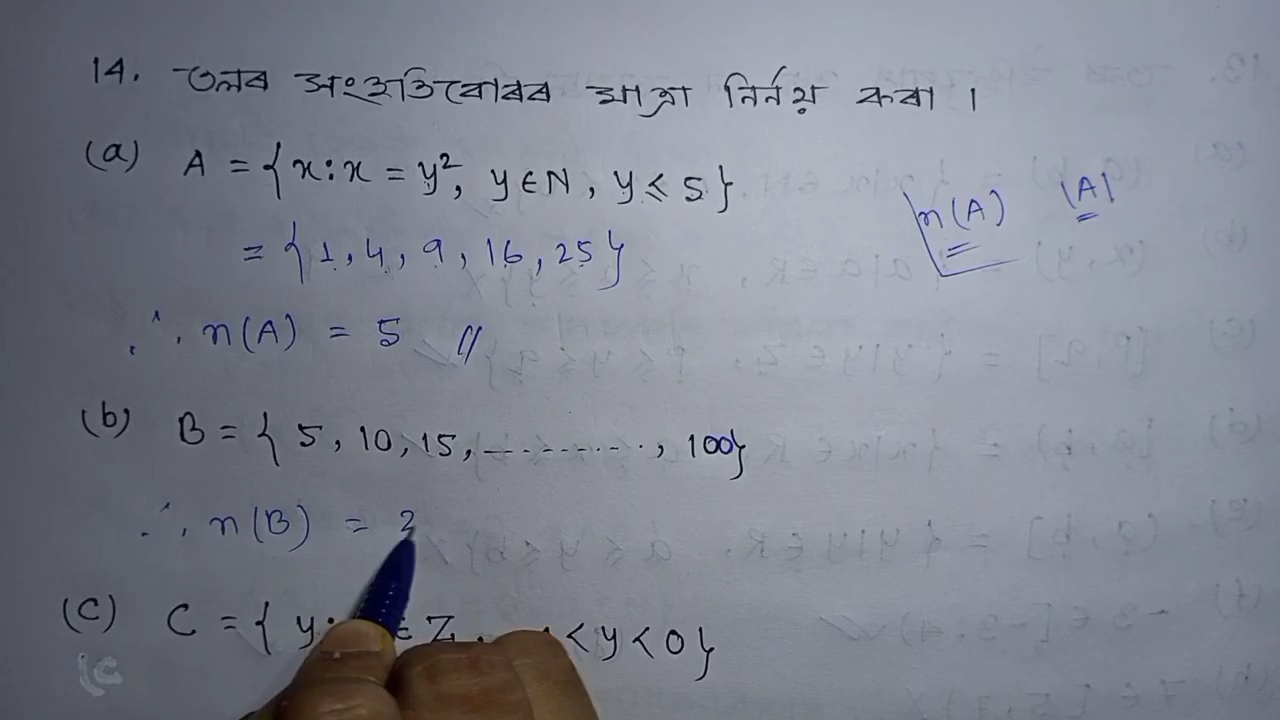 14. তলৰ সংহতিবোৰৰ মাত্ৰা নিৰ্নয় কৰা ।
(a) A = {x : x = y², y ∈ N, y ≤ 5}
n(A) |A|
= {1, 4, 9, 16, 25}
∴ n(A) = 5 //
(b) B = { 5, 10, 15, ........., 100}
∴ n(B) = 2
(C) C = { y : ∈ Z, < y < 0}